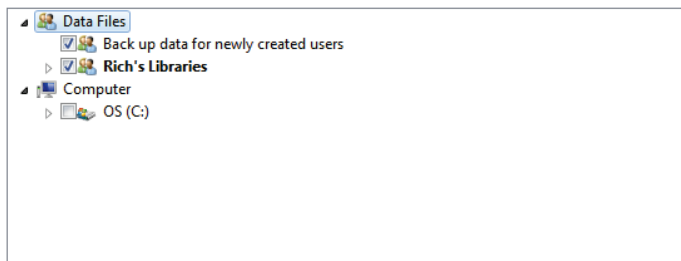 Data Files
Back up data for newly created users
Rich's Libraries
Computer
OS (C:)